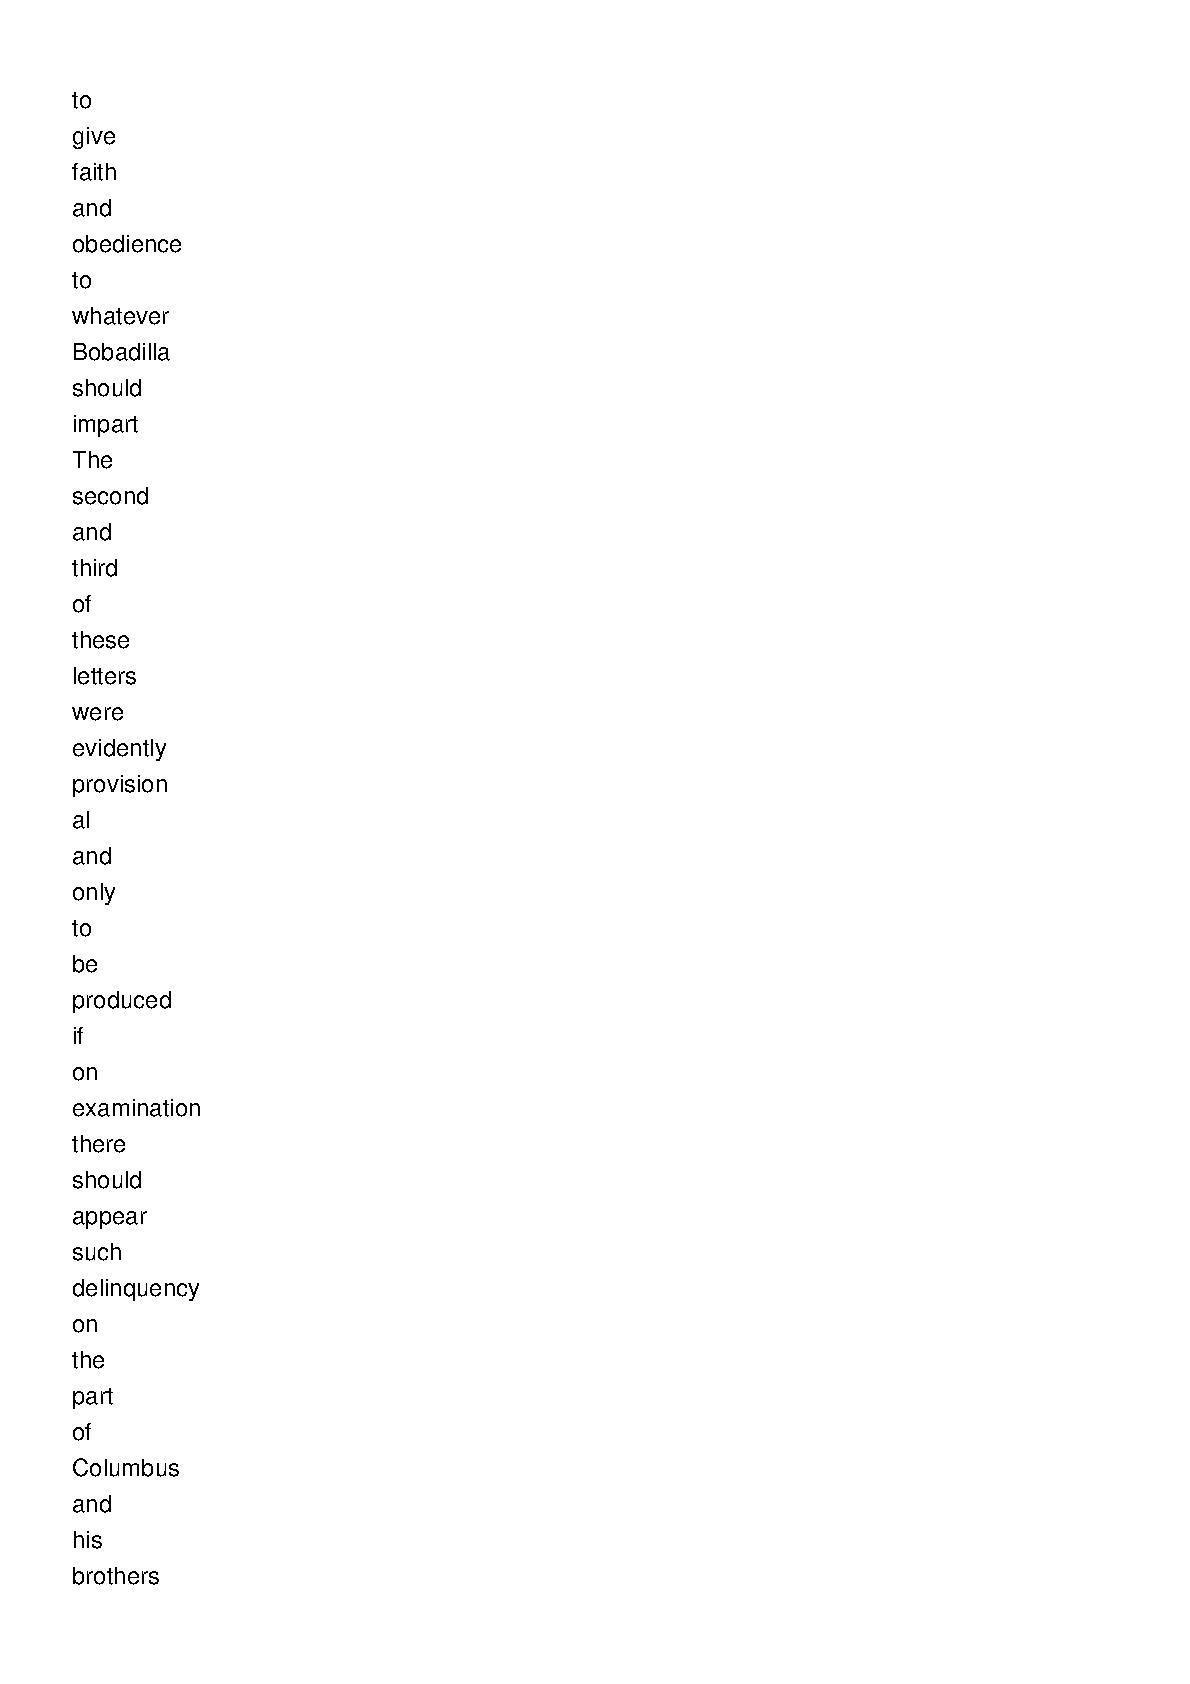 to
give
faith
and
obedience
to
whatever
Bobadilla
should
impart
The
second
and
third
of
these
letters
were
evidently
provision
al
and
only
to
be
produced
if
on
examination
there
should
appear
such
delinquency
on
the
part
of
Columbus
and
his
brothers